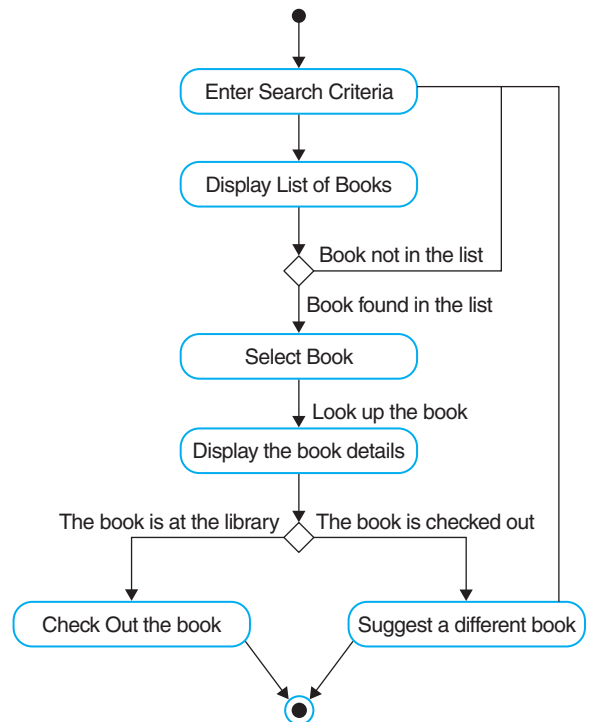 Enter Search Criteria
Display List of Books
Book not in the list
Book found in the list
Select Book
Look up the book
Display the book details
The book is at the library
The book is checked out
Check Out the book
Suggest a different book